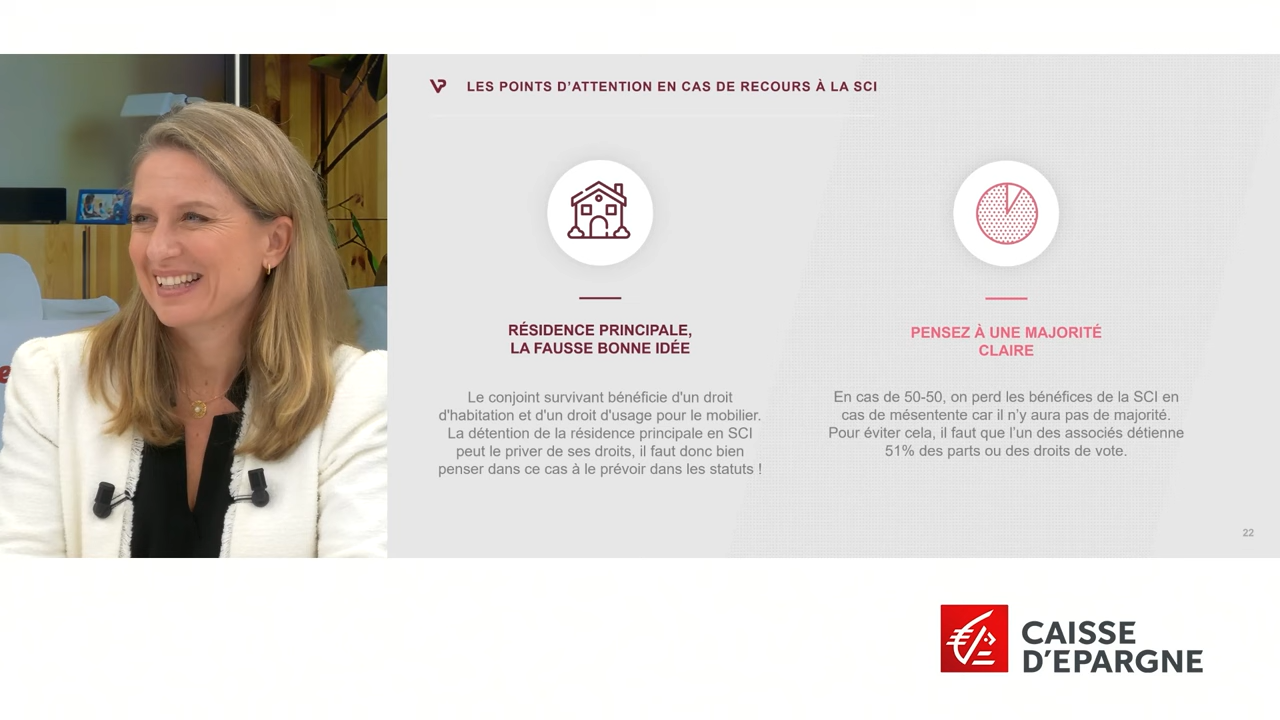 LES POINTS D'ATTENTION EN CAS DE RECOURS À LA SCI
RÉSIDENCE PRINCIPALE,
LA FAUSSE BONNE IDÉE
Le conjoint survivant bénéficie d'un droit
d'habitation et d'un droit d'usage pour le mobilier.
La détention de la résidence principale en SCI
peut le priver de ses droits, il faut donc bien
penser dans ce cas à le prévoir dans les statuts !
PENSEZ À UNE MAJORITÉ
CLAIRE
En cas de 50-50, on perd les bénéfices de la SCI en
cas de mésentente car il n'y aura pas de majorité.
Pour éviter cela, il faut que l'un des associés détienne
51% des parts ou des droits de vote.
22
CAISSE
D'EPARGNE